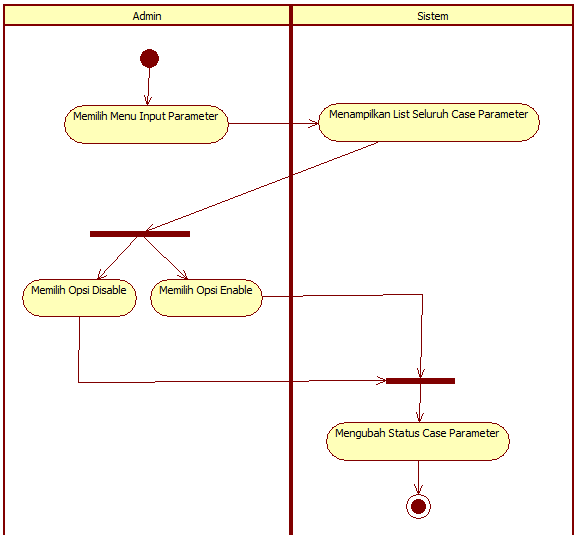 Admin
Sistem
Memilih Menu Input Parameter
Menampilkan List Seluruh Case Parameter
Memilih Opsi Disable
Memilih Opsi Enable
Mengubah Status Case Parameter